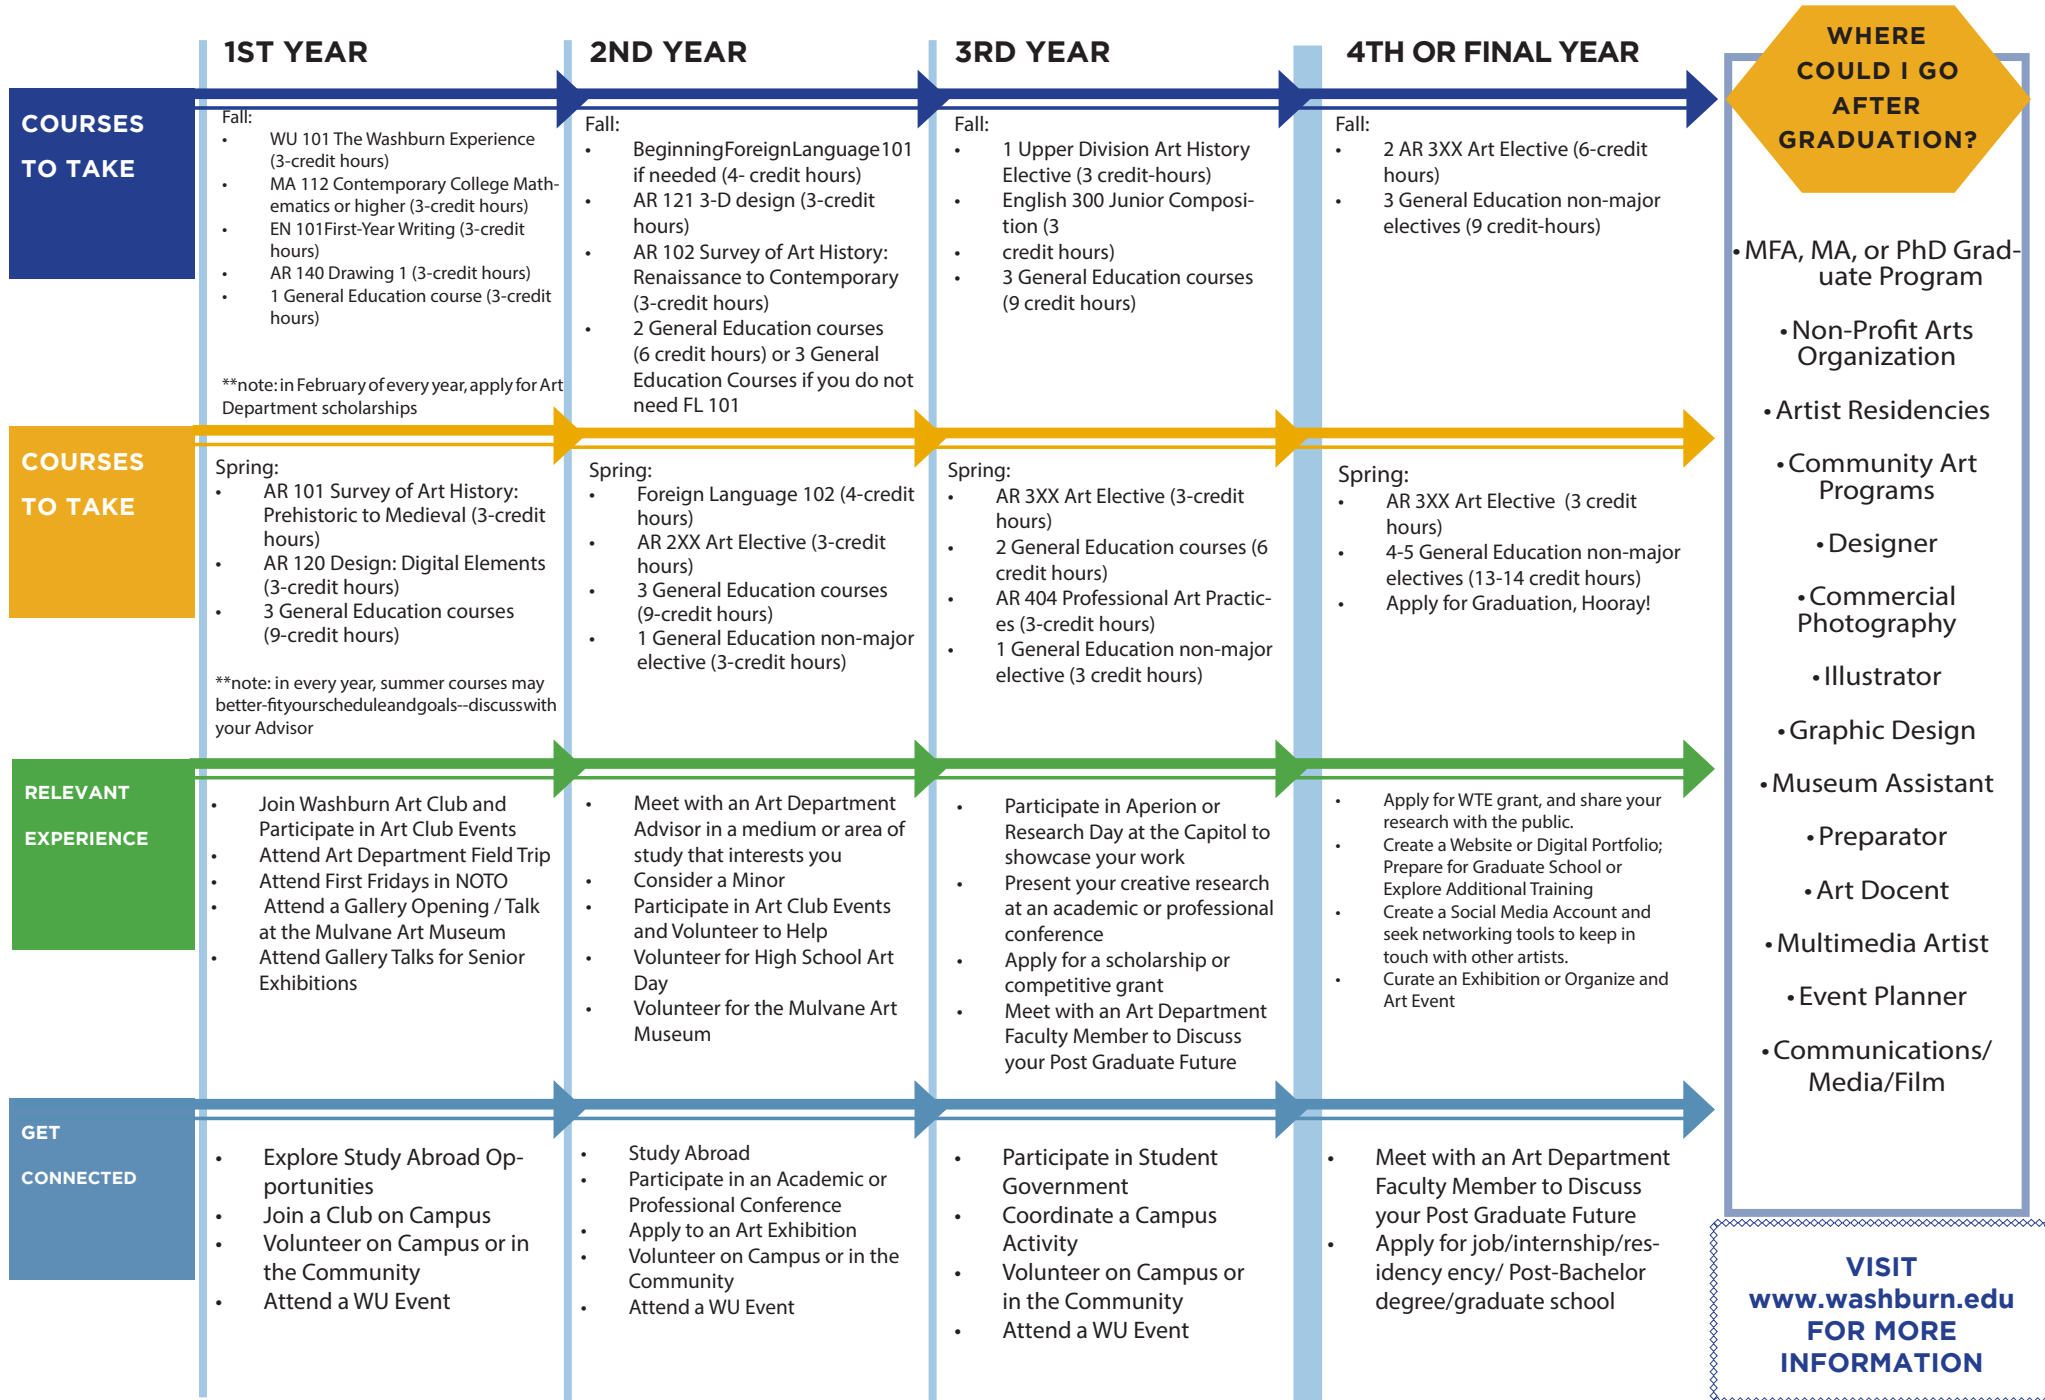 1ST YEAR
2ND YEAR
3RD YEAR
4TH OR FINAL YEAR
COURSES
TO TAKE
Fall:
• WU 101 The Washburn Experience
(3-credit hours)
• MA 112 Contemporary College Math-
ematics or higher (3-credit hours)
• EN 101First-Year Writing (3-credit
hours)
• AR 140 Drawing 1 (3-credit hours)
• 1 General Education course (3-credit
hours)
**note: in February of every year, apply for Art
Department scholarships
Fall:
• BeginningForeignLanguage101
if needed (4- credit hours)
• AR 121 3-D design (3-credit
hours)
• AR 102 Survey of Art History:
Renaissance to Contemporary
(3-credit hours)
• 2 General Education courses
(6 credit hours) or 3 General
Education Courses if you do not
need FL 101
Fall:
• 1 Upper Division Art History
Elective (3 credit-hours)
• English 300 Junior Composi-
tion (3
• credit hours)
• 3 General Education courses
(9 credit hours)
Fall:
• 2 AR 3XX Art Elective (6-credit
hours)
• 3 General Education non-major
electives (9 credit-hours)
COURSES
TO TAKE
Spring:
• AR 101 Survey of Art History:
Prehistoric to Medieval (3-credit
hours)
• AR 120 Design: Digital Elements
(3-credit hours)
• 3 General Education courses
(9-credit hours)
**note: in every year, summer courses may
better-fityourscheduleandgoals--discusswith
your Advisor
Spring:
• Foreign Language 102 (4-credit
hours)
• AR 2XX Art Elective (3-credit
hours)
• 3 General Education courses
(9-credit hours)
• 1 General Education non-major
elective (3-credit hours)
Spring:
• AR 3XX Art Elective (3-credit
hours)
• 2 General Education courses (6
credit hours)
• AR 404 Professional Art Practic-
es (3-credit hours)
• 1 General Education non-major
elective (3 credit hours)
Spring:
• AR 3XX Art Elective (3 credit
hours)
• 4-5 General Education non-major
electives (13-14 credit hours)
• Apply for Graduation, Hooray!
RELEVANT
EXPERIENCE
• Join Washburn Art Club and
Participate in Art Club Events
• Attend Art Department Field Trip
• Attend First Fridays in NOTO
• Attend a Gallery Opening / Talk
at the Mulvane Art Museum
• Attend Gallery Talks for Senior
Exhibitions
• Meet with an Art Department
Advisor in a medium or area of
study that interests you
• Consider a Minor
• Participate in Art Club Events
and Volunteer to Help
• Volunteer for High School Art
Day
• Volunteer for the Mulvane Art
Museum
• Participate in Aperion or
Research Day at the Capitol to
showcase your work
• Present your creative research
at an academic or professional
conference
• Apply for a scholarship or
competitive grant
• Meet with an Art Department
Faculty Member to Discuss
your Post Graduate Future
• Apply for WTE grant, and share your
research with the public.
• Create a Website or Digital Portfolio;
Prepare for Graduate School or
Explore Additional Training
• Create a Social Media Account and
seek networking tools to keep in
touch with other artists.
• Curate an Exhibition or Organize and
Art Event
GET
CONNECTED
• Explore Study Abroad Op-
portunities
• Join a Club on Campus
• Volunteer on Campus or in
the Community
• Attend a WU Event
• Study Abroad
• Participate in an Academic or
Professional Conference
• Apply to an Art Exhibition
• Volunteer on Campus or in the
Community
• Attend a WU Event
• Participate in Student
Government
• Coordinate a Campus
Activity
• Volunteer on Campus or
in the Community
• Attend a WU Event
• Meet with an Art Department
Faculty Member to Discuss
your Post Graduate Future
• Apply for job/internship/res-
idency ency/ Post-Bachelor
degree/graduate school
WHERE
COULD I GO
AFTER
GRADUATION?
• MFA, MA, or PhD Grad-
uate Program
• Non-Profit Arts
Organization
• Artist Residencies
• Community Art
Programs
• Designer
• Commercial
Photography
• Illustrator
• Graphic Design
• Museum Assistant
• Preparator
• Art Docent
• Multimedia Artist
• Event Planner
• Communications/
Media/Film
VISIT
www.washburn.edu
FOR MORE
INFORMATION